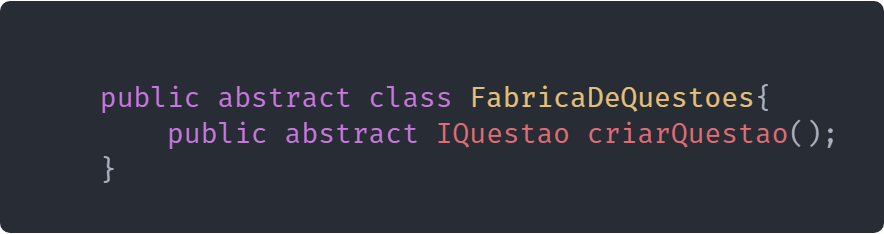 public abstract class FabricaDeQuestoes{
    public abstract IQuestao criarQuestao();
}